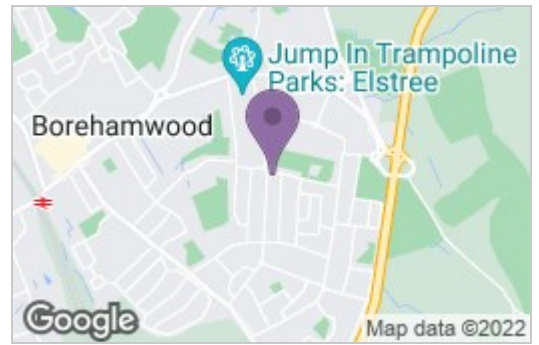 Jump In Trampoline
Parks: Elstree
Borehamwood
Google
Map data ©2022